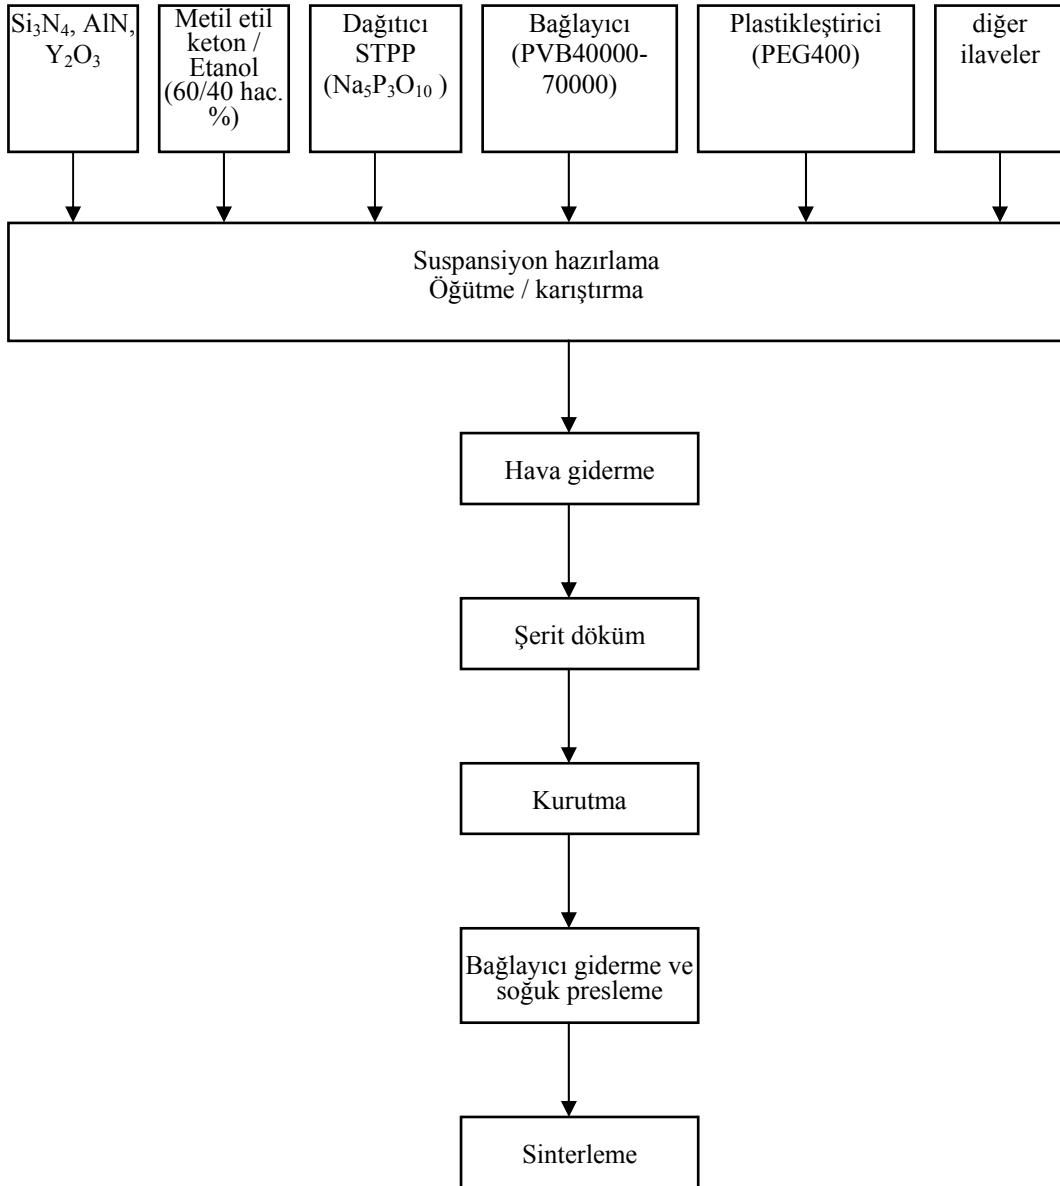 Si₃N₄, AlN,
Y₂O₃
Metil etil
keton /
Etanol
(60/40 hac.
%)
Dağıtıcı
STPP
(Na₅P₃O₁₀ )
Bağlayıcı
(PVB40000-
70000)
Plastikleştirici
(PEG400)
diğer
ilaveler
Suspansiyon hazırlama
Öğütme / karıştırma
Hava giderme
Şerit döküm
Kurutma
Bağlayıcı giderme ve
soğuk presleme
Sinterleme